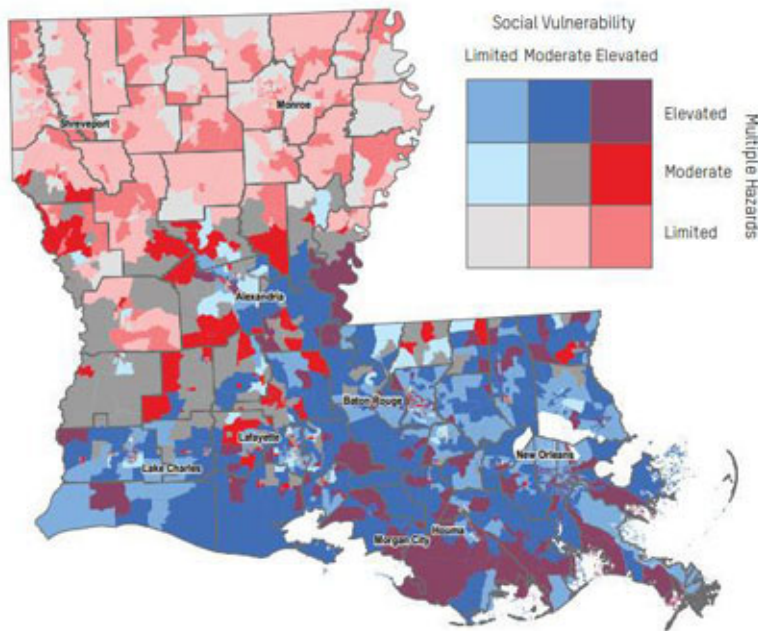 Social Vulnerability
Limited Moderate Elevated
Elevated
Moderate
Limited
Multiple Hazards
Shreveport
Monroe
Alexandria
Baton Rouge
Lafayette
New Orleans
Lake Charles
Houma
Morgan City